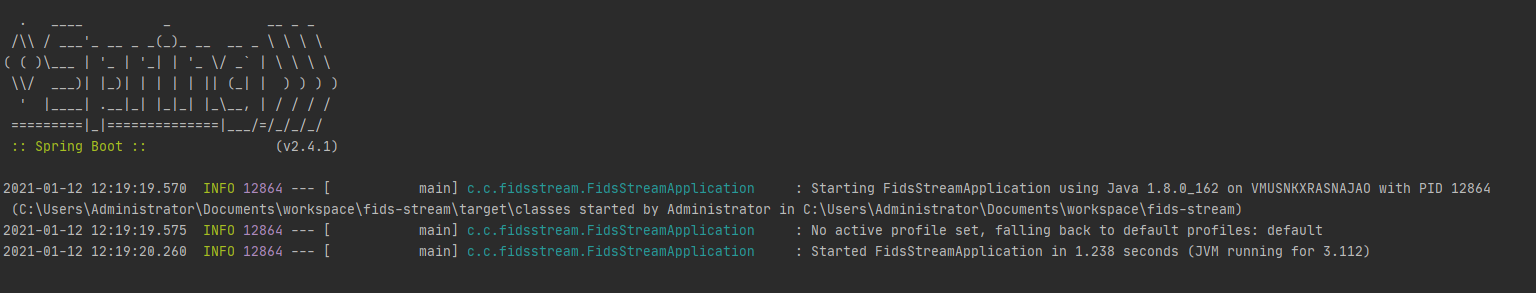 .   ____          _            __ _ _
 /\\ / ___'_ __ _ _(_)_ __  __ _ \ \ \ \
( ( )\___ | '_ | '_| | '_ \/ _` | \ \ \ \
 \\/  ___)| |_)| | | | | || (_| |  ) ) ) )
  '  |____| .__|_| |_|_| |_\__, | / / / /
 =========|_|==============|___/=/_/_/_/
 :: Spring Boot ::                (v2.4.1)
2021-01-12 12:19:19.570  INFO 12864 --- [           main] c.c.fidsstream.FidsStreamApplication     : Starting FidsStreamApplication using Java 1.8.0_162 on VMUSNKXRASNAJAO with PID 12864
 (C:\Users\Administrator\Documents\workspace\fids-stream\target\classes started by Administrator in C:\Users\Administrator\Documents\workspace\fids-stream)
2021-01-12 12:19:19.575  INFO 12864 --- [           main] c.c.fidsstream.FidsStreamApplication     : No active profile set, falling back to default profiles: default
2021-01-12 12:19:20.260  INFO 12864 --- [           main] c.c.fidsstream.FidsStreamApplication     : Started FidsStreamApplication in 1.238 seconds (JVM running for 3.112)